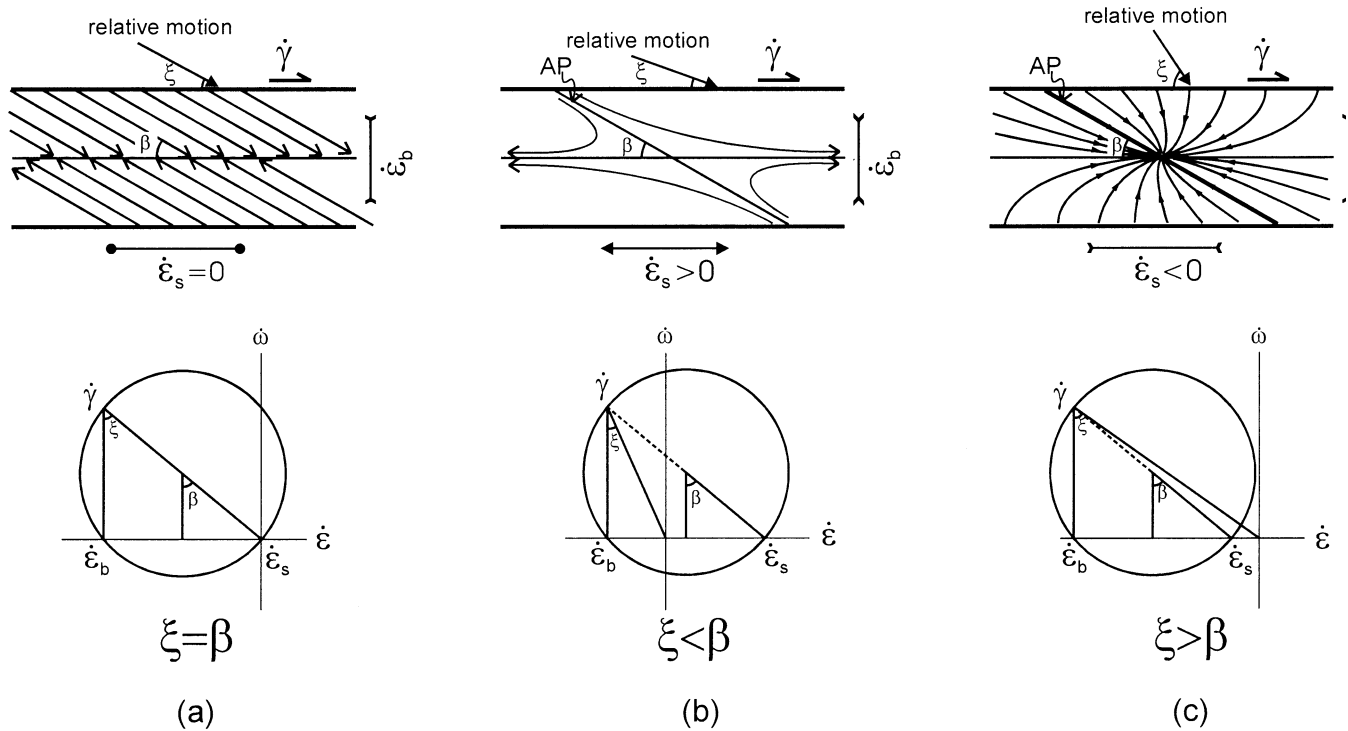 relative motion
γ̇
ξ
β
ε̇b
ε̇s=0
relative motion
γ̇
AP
ξ
β
ε̇b
ε̇s>0
relative motion
γ̇
AP
ξ
β
ε̇s<0
ω̇
γ̇
ξ
β
ε̇
ε̇b
ε̇s
ξ=β
(a)
ω̇
γ̇
ξ
β
ε̇
ε̇b
ε̇s
ξ<β
(b)
ω̇
γ̇
ξ
β
ε̇
ε̇b
ε̇s
ξ>β
(c)